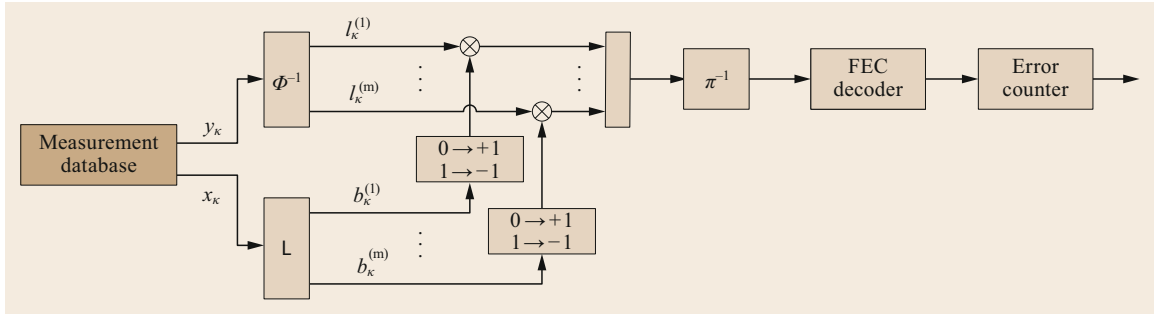 l_κ^(1)
Φ⁻¹
l_κ^(m)
π⁻¹
FEC
decoder
Error
counter
Measurement
database
y_κ
x_κ
0→+1
1→−1
b_κ^(1)
L
b_κ^(m)
0→+1
1→−1